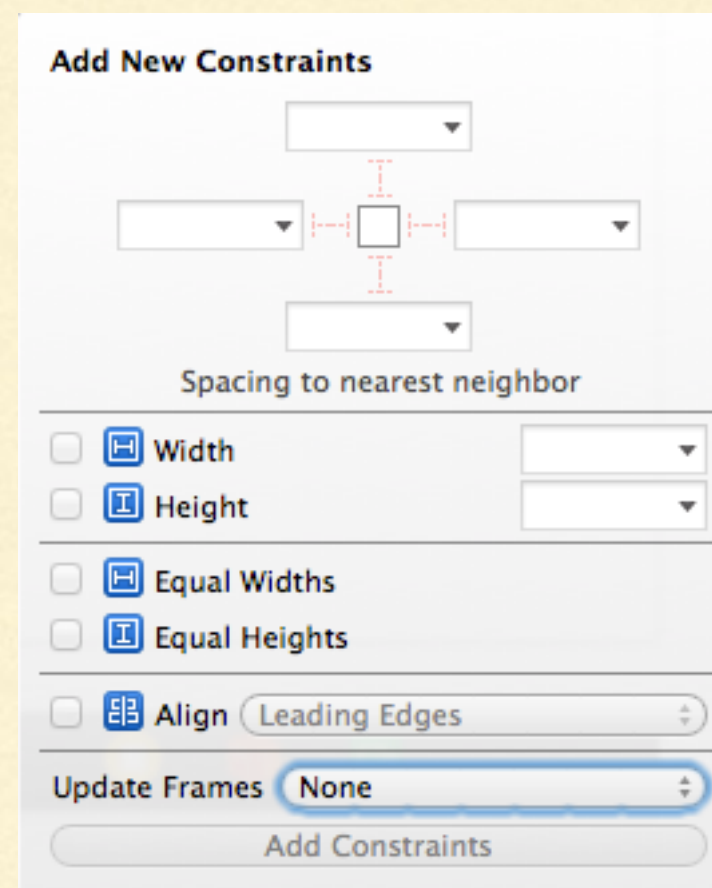 Add New Constraints
Spacing to nearest neighbor
Width
Height
Equal Widths
Equal Heights
Align Leading Edges
Update Frames None
Add Constraints